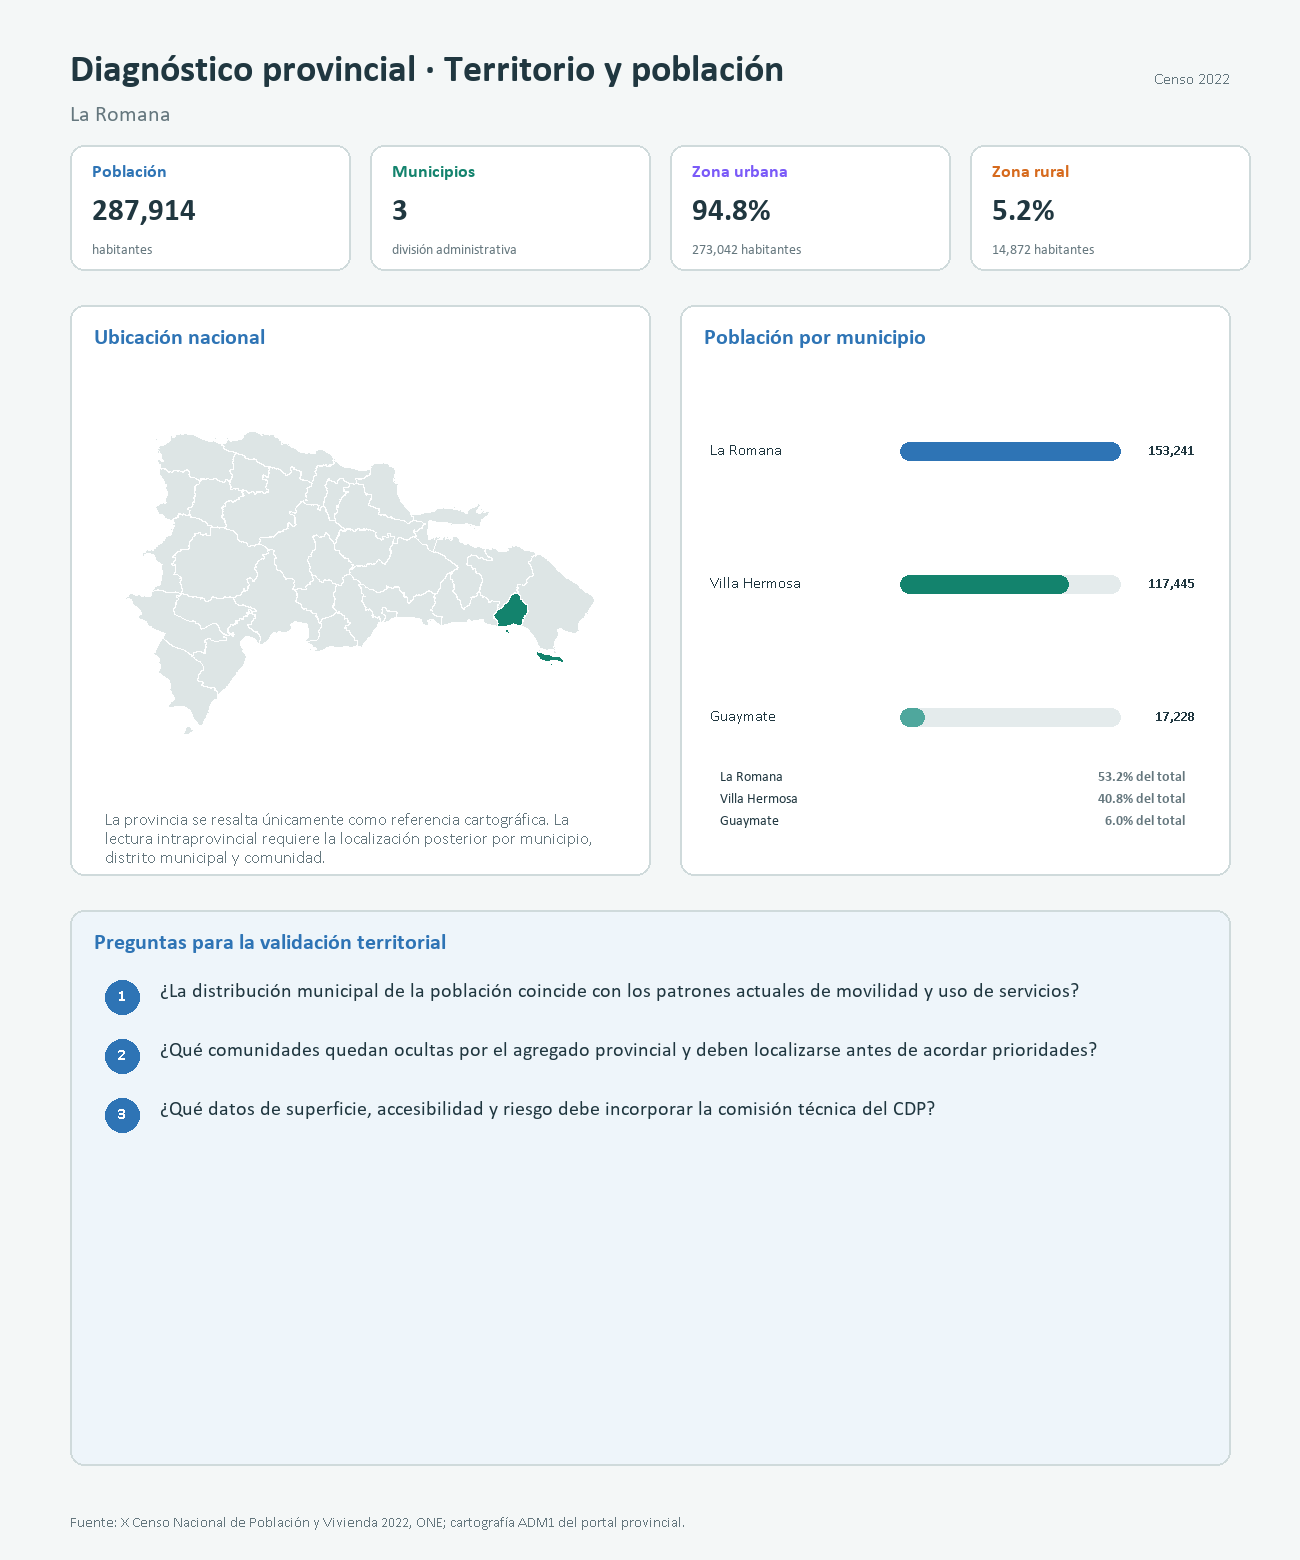 Diagnóstico provincial · Territorio y población
Censo 2022
La Romana
Población
287,914
habitantes
Municipios
3
división administrativa
Zona urbana
94.8%
273,042 habitantes
Zona rural
5.2%
14,872 habitantes
Ubicación nacional
La provincia se resalta únicamente como referencia cartográfica. La
lectura intraprovincial requiere la localización posterior por municipio,
distrito municipal y comunidad.
Población por municipio
La Romana 153,241
Villa Hermosa 117,445
Guaymate 17,228
La Romana 53.2% del total
Villa Hermosa 40.8% del total
Guaymate 6.0% del total
Preguntas para la validación territorial
1 ¿La distribución municipal de la población coincide con los patrones actuales de movilidad y uso de servicios?
2 ¿Qué comunidades quedan ocultas por el agregado provincial y deben localizarse antes de acordar prioridades?
3 ¿Qué datos de superficie, accesibilidad y riesgo debe incorporar la comisión técnica del CDP?
Fuente: X Censo Nacional de Población y Vivienda 2022, ONE; cartografía ADM1 del portal provincial.